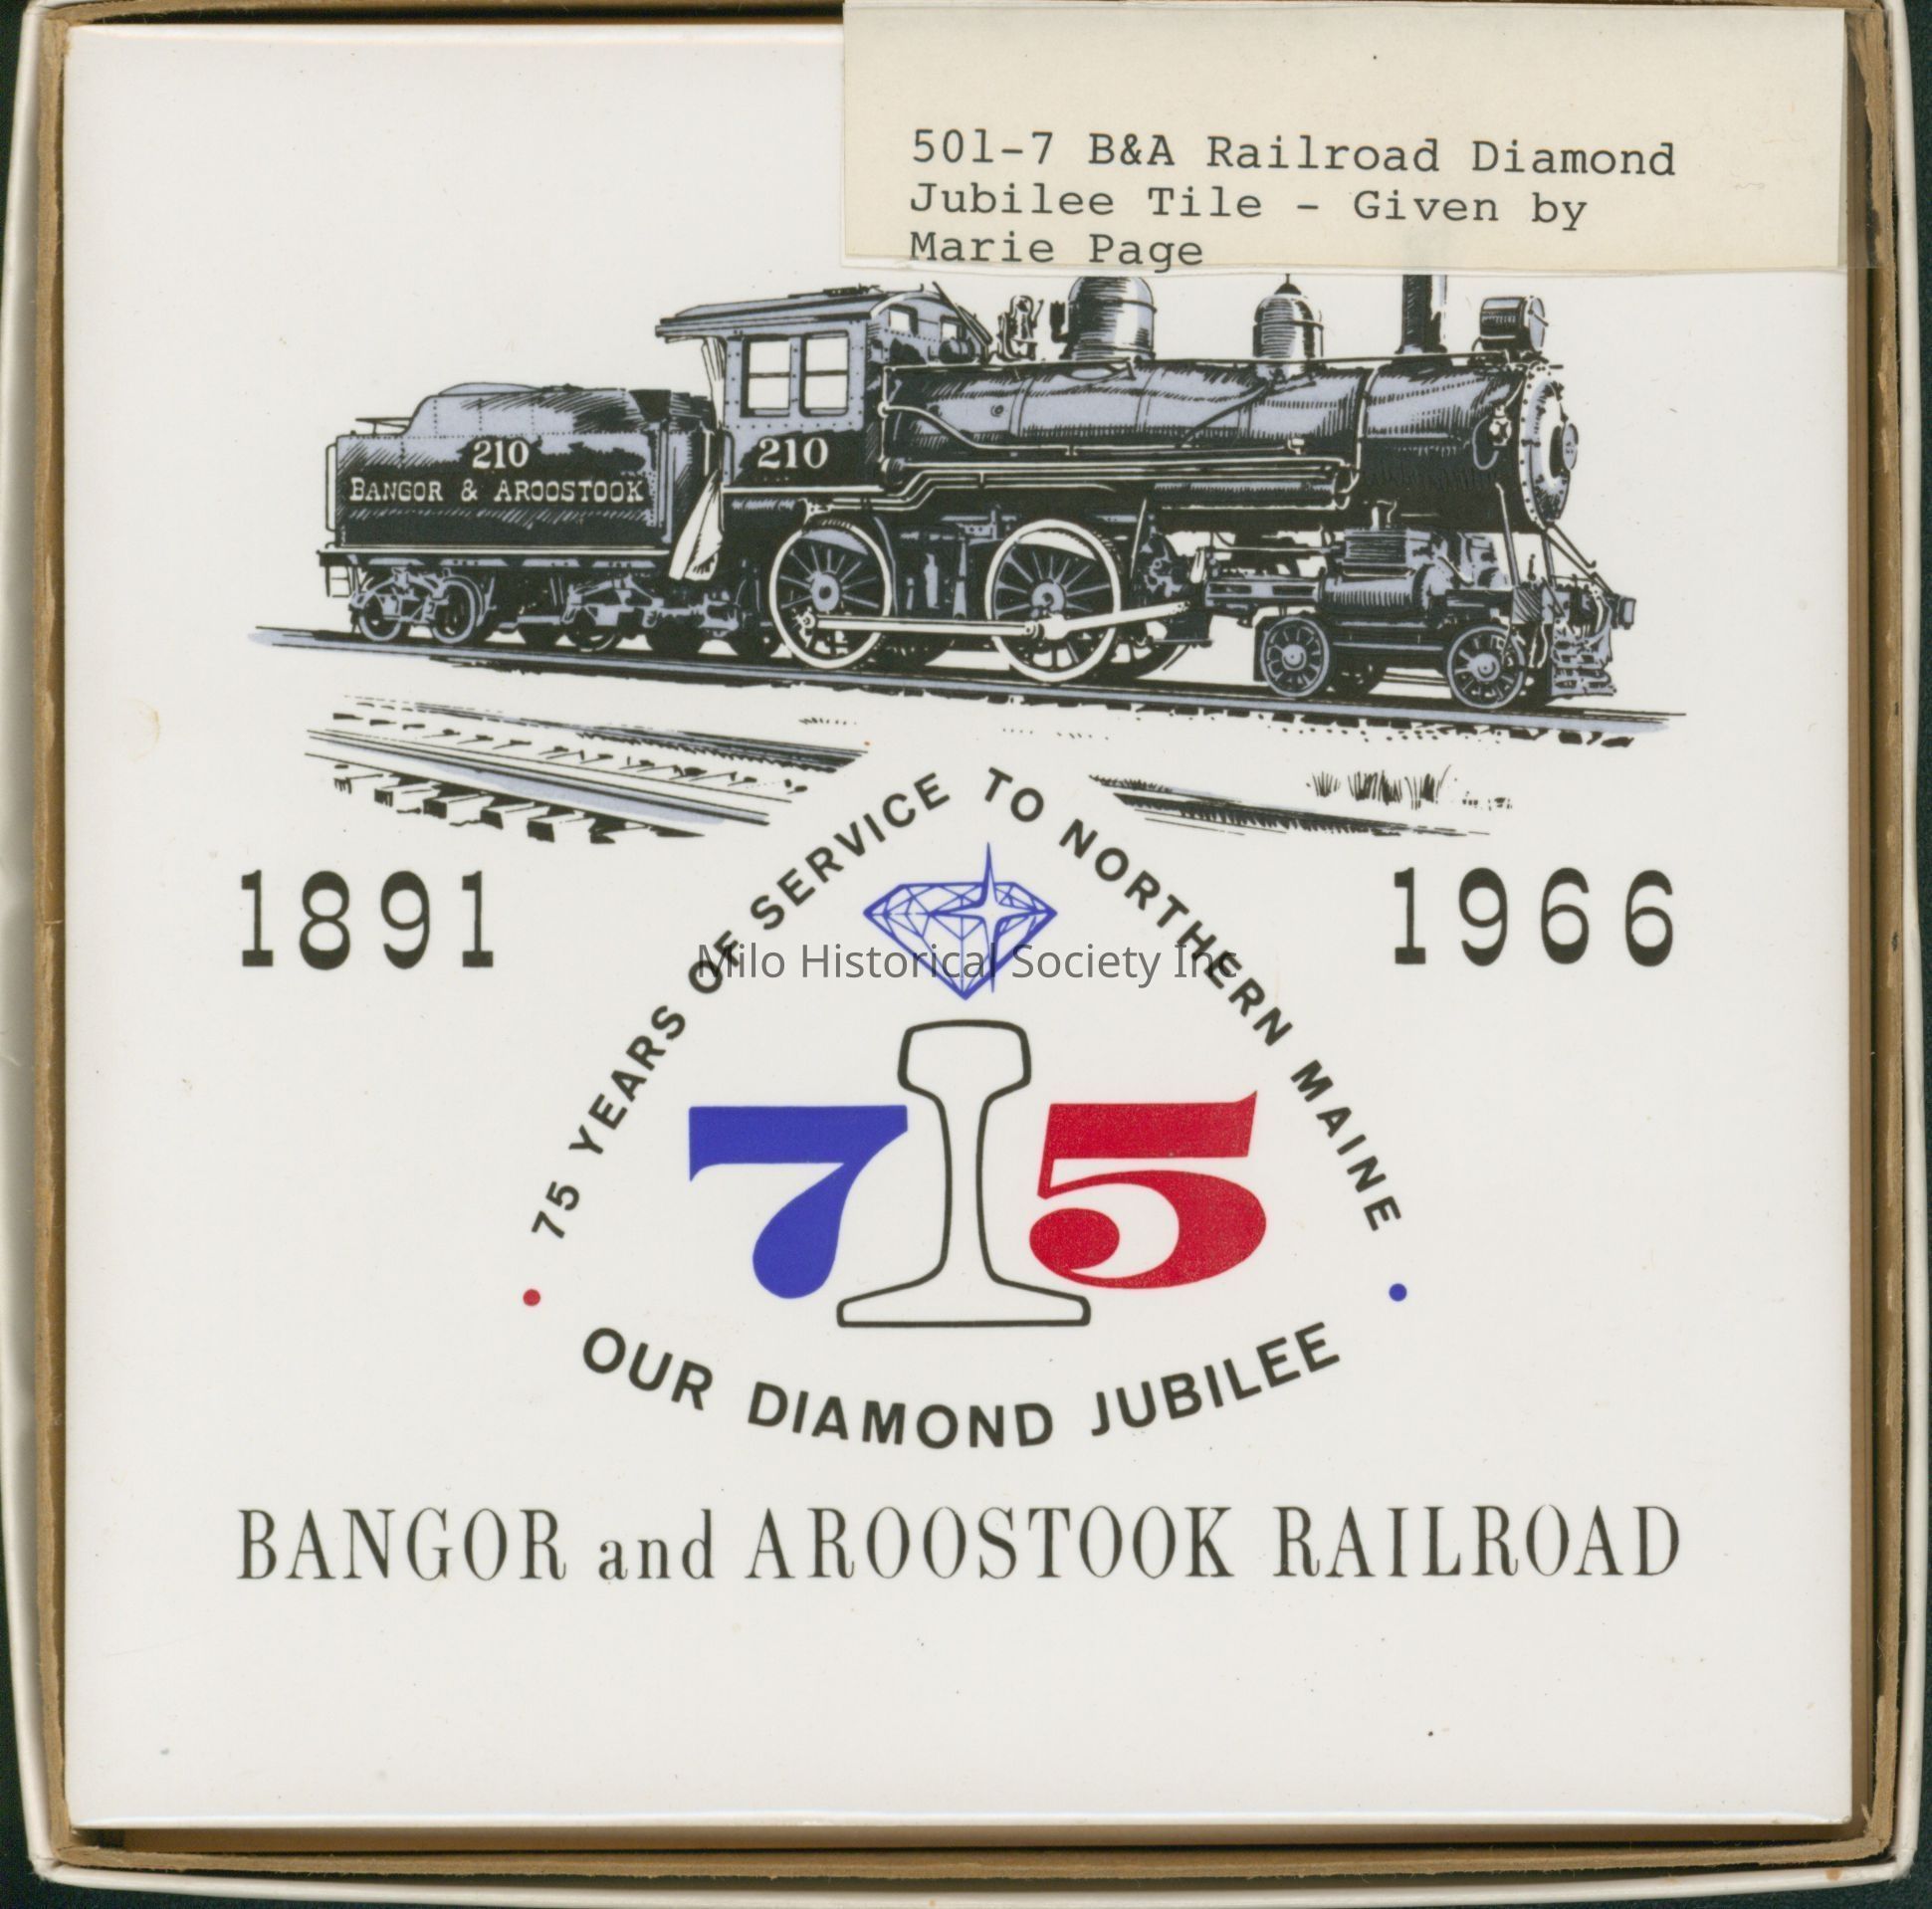 501-7 B&A Railroad Diamond
Jubilee Tile - Given by
Marie Page
210
210
BANGOR & AROOSTOOK
75 YEARS OF SERVICE TO NORTHERN MAINE
1891
1966
Milo Historical Society Inc
75
OUR DIAMOND JUBILEE
BANGOR and AROOSTOOK RAILROAD